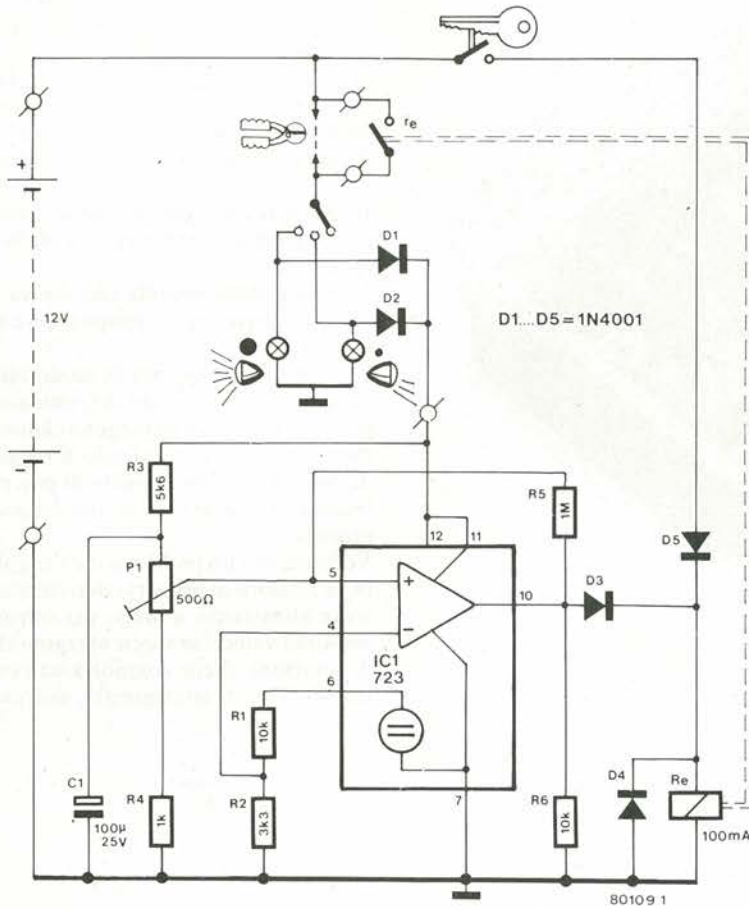 re
+
D1
D2
12V
D1...D5=1N4001
−
R3
5k6
R5
1M
12
11
D5
P1
500Ω
5
+
10
D3
4
−
IC1
723
6
R1
10k
C1
100µ
25V
R4
1k
R2
3k3
7
R6
10k
D4
Re
100mA
80109 1